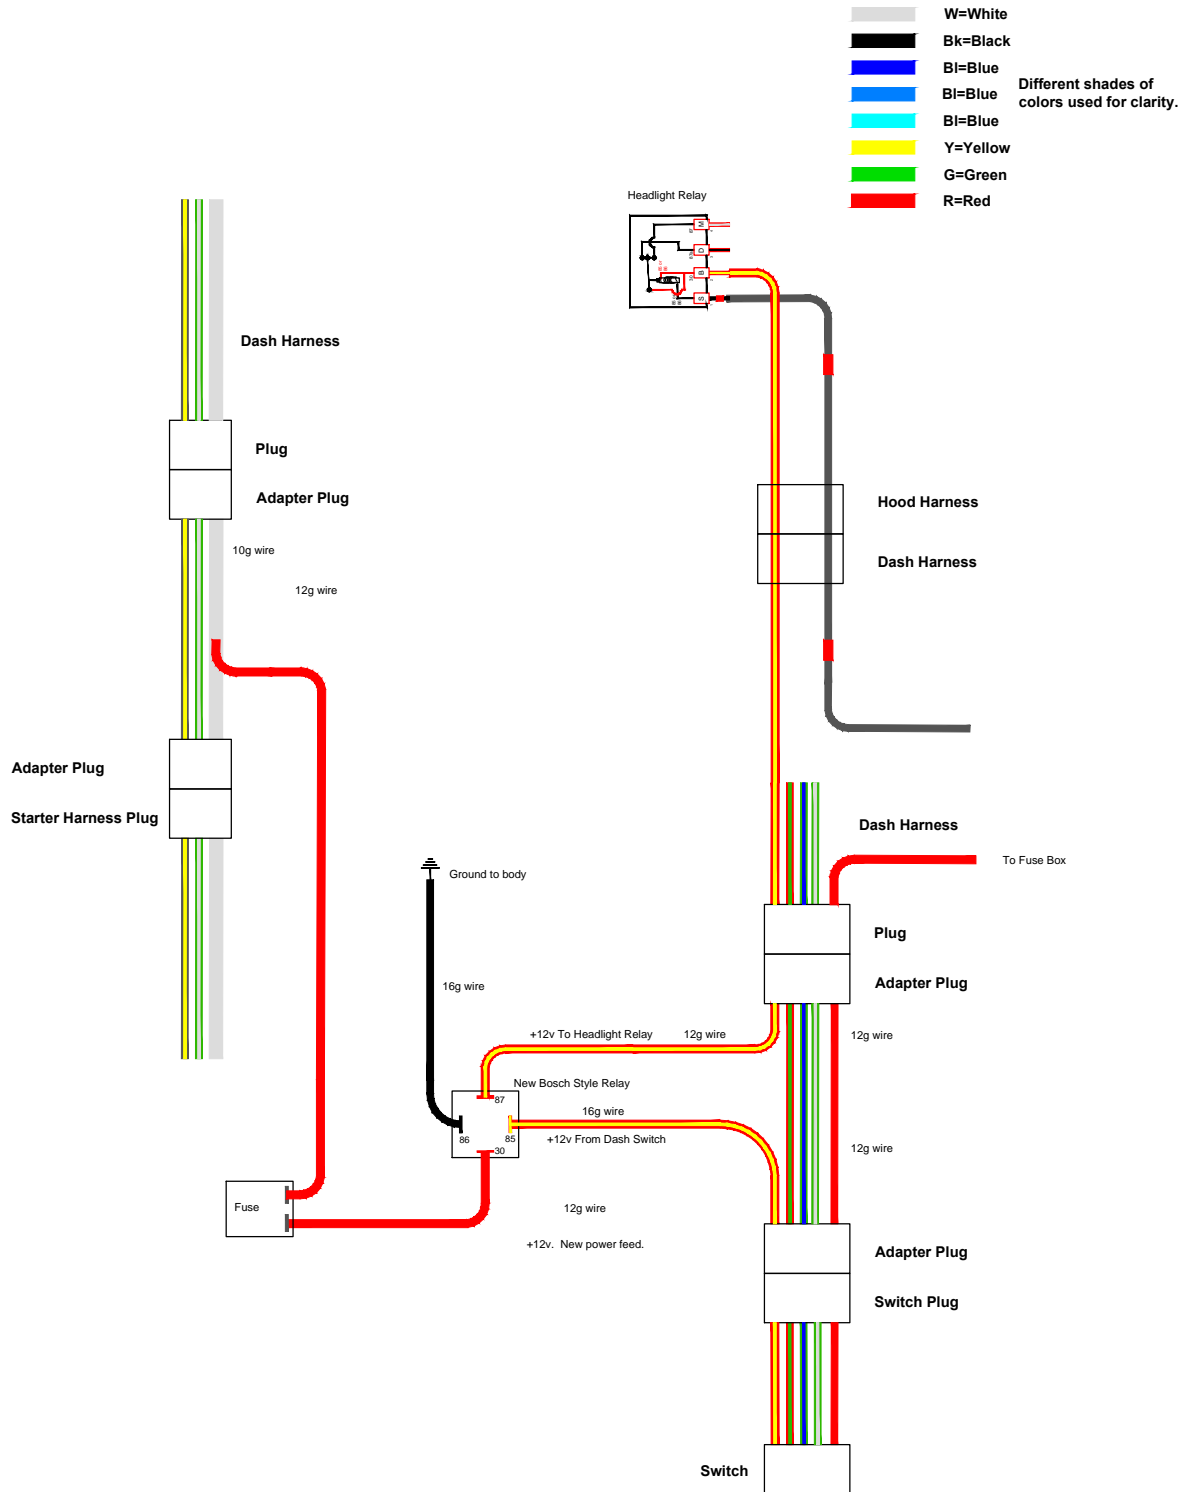 W=White
Bk=Black
Bl=Blue
Bl=Blue
Different shades of
colors used for clarity.
Bl=Blue
Y=Yellow
G=Green
R=Red
Headlight Relay
M
D
B
S
Dash Harness
Plug
Adapter Plug
10g wire
12g wire
Hood Harness
Dash Harness
Adapter Plug
Starter Harness Plug
Dash Harness
To Fuse Box
Ground to body
16g wire
Plug
Adapter Plug
+12v To Headlight Relay
12g wire
12g wire
New Bosch Style Relay
87
86
85
30
16g wire
+12v From Dash Switch
12g wire
Fuse
12g wire
+12v. New power feed.
Adapter Plug
Switch Plug
Switch